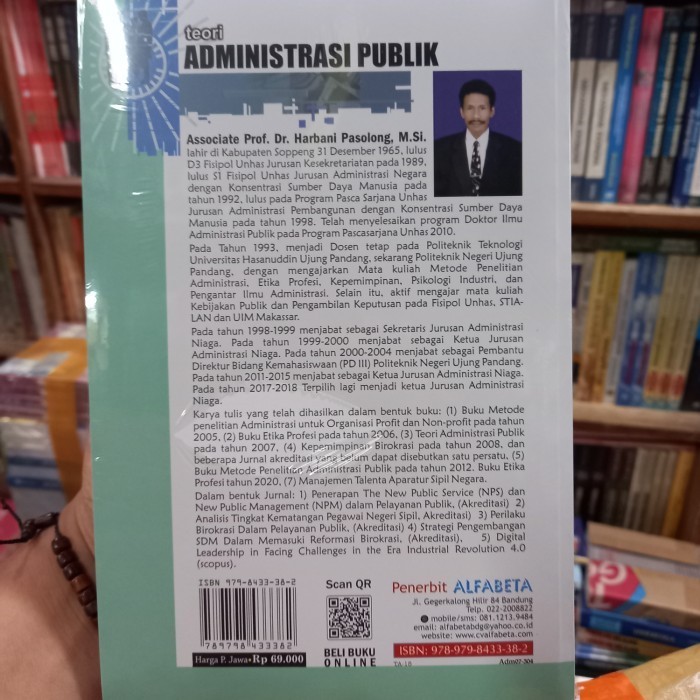 teori
ADMINISTRASI PUBLIK
Associate Prof. Dr. Harbani Pasolong, M.Si.
lahir di Kabupaten Soppeng 31 Desember 1965, lulus
D3 Fisipol Unhas Jurusan Kesekretariatan pada 1989,
lulus S1 Fisipol Unhas Jurusan Administrasi Negara
dengan Konsentrasi Sumber Daya Manusia pada
tahun 1992, lulus pada Program Pasca Sarjana Unhas
Jurusan Administrasi Pembangunan dengan Konsentrasi Sumber Daya
Manusia pada tahun 1998. Telah menyelesaikan program Doktor Ilmu
Administrasi Publik pada Program Pascasarjana Unhas 2010.
Pada Tahun 1993, menjadi Dosen tetap pada Politeknik Teknologi
Universitas Hasanuddin Ujung Pandang, sekarang Politeknik Negeri Ujung
Pandang, dengan mengajarkan Mata kuliah Metode Penelitian
Administrasi, Etika Profesi, Kepemimpinan, Psikologi Industri, dan
Pengantar Ilmu Administrasi. Selain itu, aktif mengajar mata kuliah
Kebijakan Publik dan Pengambilan Keputusan pada Fisipol Unhas, STIA-
LAN dan UIM Makassar.
Pada tahun 1998-1999 menjabat sebagai Sekretaris Jurusan Administrasi
Niaga. Pada tahun 1999-2000 menjabat sebagai Ketua Jurusan
Administrasi Niaga. Pada tahun 2000-2004 menjabat sebagai Pembantu
Direktur Bidang Kemahasiswaan (PD III) Politeknik Negeri Ujung Pandang.
Pada tahun 2011-2015 menjabat sebagai Ketua Jurusan Administrasi Niaga.
Pada tahun 2017-2018 Terpilih lagi menjadi ketua Jurusan Administrasi
Niaga.
Karya tulis yang telah dihasilkan dalam bentuk buku: (1) Buku Metode
penelitian Administrasi untuk Organisasi Profit dan Non-profit pada tahun
2005, (2) Buku Etika Profesi pada tahun 2006, (3) Teori Administrasi Publik
pada tahun 2007, (4) Kepemimpinan Birokrasi pada tahun 2008, dan
beberapa Jurnal akreditasi yang belum dapat disebutkan satu persatu, (5)
Buku Metode Penelitian Administrasi Publik pada tahun 2012. Buku Etika
Profesi tahun 2020, (7) Manajemen Talenta Aparatur Sipil Negara.
Dalam bentuk Jurnal: 1) Penerapan The New Public Service (NPS) dan
New Public Management (NPM) dalam Pelayanan Publik, (Akreditasi) 2)
Analisis Tingkat Kematangan Pegawai Negeri Sipil, Akreditasi) 3) Perilaku
Birokrasi Dalam Pelayanan Publik, (Akreditasi) 4) Strategi Pengembangan
SDM Dalam Memasuki Reformasi Birokrasi, (Akreditasi), 5) Digital
Leadership in Facing Challenges in the Era Industrial Revolution 4.0
(scopus).
ISBN 979-8433-38-2
9789798433382
Harga P. Jawa•Rp 69.000
Scan QR
BELI BUKU
ONLINE
Penerbit ALFABETA
Jl. Gegerkalong Hilir 84 Bandung
Telp. 022-2008822
mobile/sms: 081.1213.9484
email: alfabetabdg@yahoo.co.id
website: www.cvalfabeta.com
ISBN: 978-979-8433-38-2
TA-18 Adm02-304